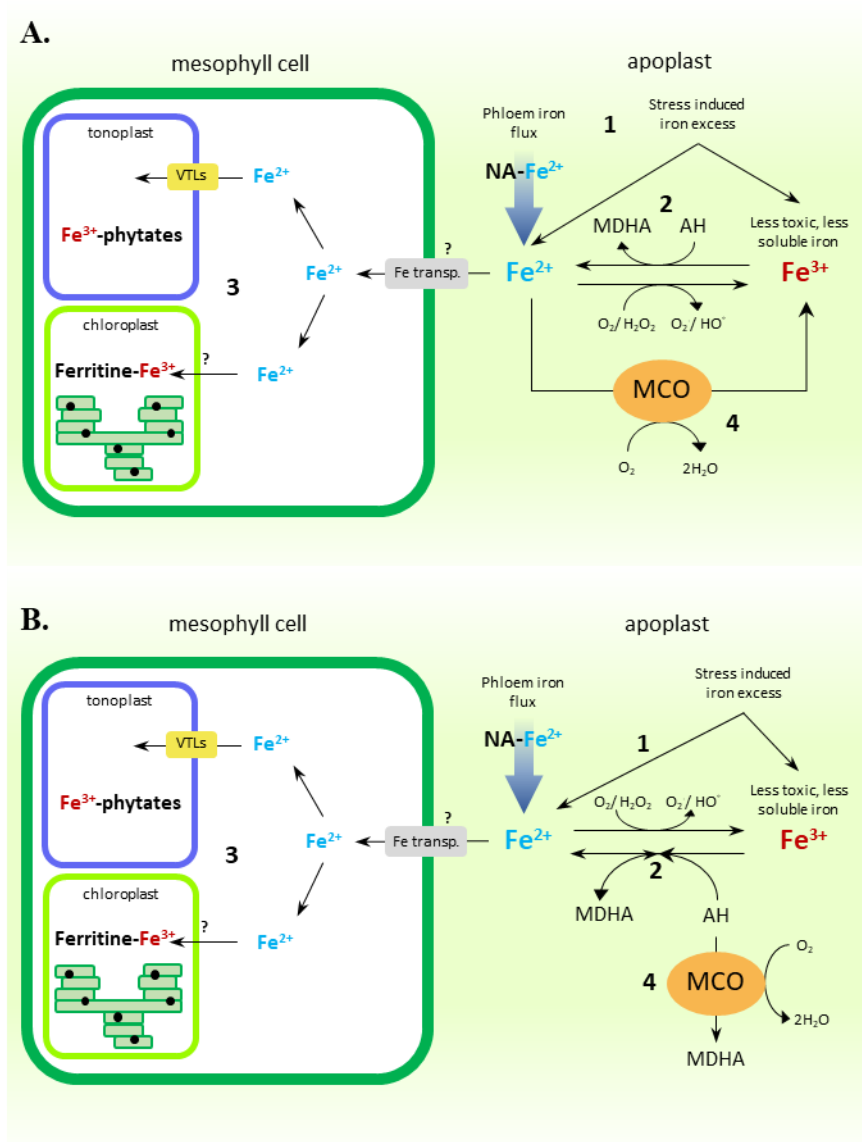 A.
mesophyll cell
apoplast
tonoplast
VTLs
Fe²⁺
Fe³⁺-phytates
Fe²⁺
3
chloroplast
Ferritine-Fe³⁺
?
Fe²⁺
?
Fe transp.
Phloem iron
flux
NA-Fe²⁺
Fe²⁺
1
Stress induced
iron excess
2
MDHA
AH
Less toxic, less
soluble iron
Fe³⁺
O₂/ H₂O₂
O₂ / HO⁺
MCO
4
O₂
2H₂O
B.
mesophyll cell
apoplast
tonoplast
VTLs
Fe²⁺
Fe³⁺-phytates
Fe²⁺
3
chloroplast
Ferritine-Fe³⁺
?
Fe²⁺
?
Fe transp.
Phloem iron
flux
NA-Fe²⁺
Fe²⁺
Stress induced
iron excess
1
O₂/ H₂O₂
O₂ / HO⁺
Less toxic, less
soluble iron
Fe³⁺
2
MDHA
AH
4
MCO
O₂
2H₂O
MDHA